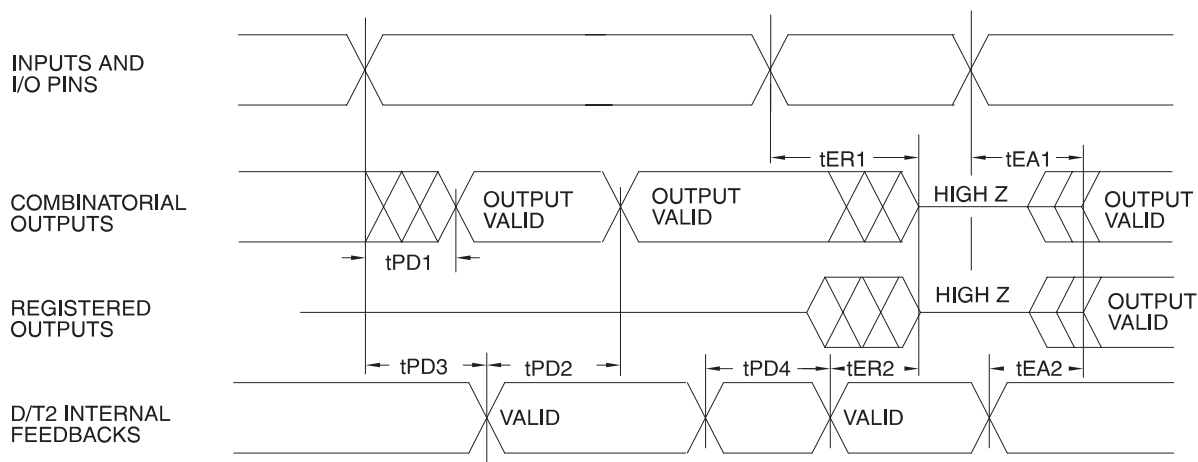 INPUTS AND
I/O PINS
tER1
tEA1
COMBINATORIAL
OUTPUTS
OUTPUT
VALID
OUTPUT
VALID
HIGH Z
OUTPUT
VALID
tPD1
REGISTERED
OUTPUTS
HIGH Z
OUTPUT
VALID
tPD3
tPD2
tPD4
tER2
tEA2
D/T2 INTERNAL
FEEDBACKS
VALID
VALID